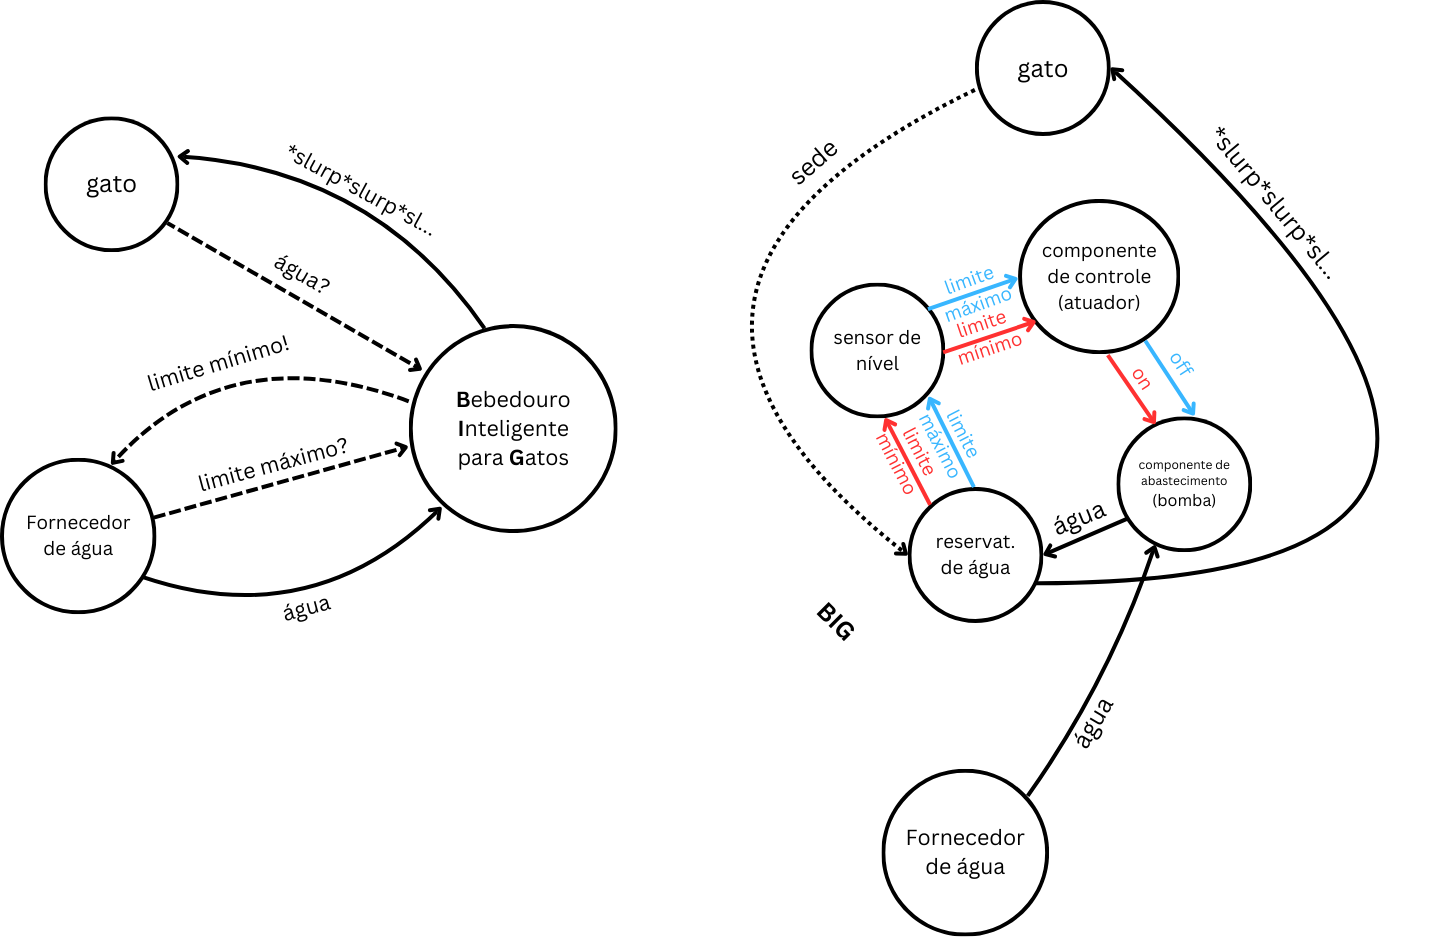 gato
*slurp*slurp*sl...
água?
limite mínimo!
limite máximo?
Bebedouro
Inteligente
para Gatos
Fornecedor
de água
água
gato
sede
*slurp*slurp*sl...
componente
de controle
(atuador)
limite
máximo
limite
mínimo
sensor de
nível
on
off
limite
mínimo
limite
máximo
componente de
abastecimento
(bomba)
água
reservat.
de água
BIG
água
Fornecedor
de água